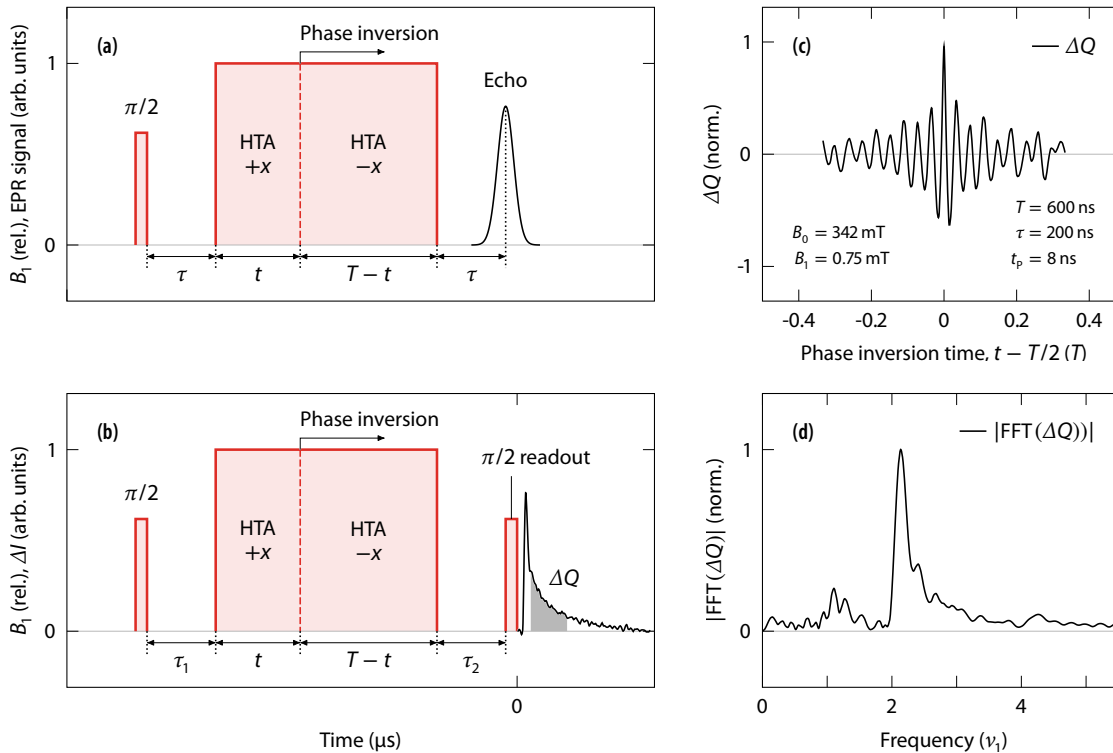 (a)
Phase inversion
B₁ (rel.), EPR signal (arb. units)
1
0
π/2
HTA
+x
HTA
−x
Echo
τ
t
T − t
τ
(c)
ΔQ
ΔQ (norm.)
1
0
-1
B₀ = 342 mT
B₁ = 0.75 mT
T = 600 ns
τ = 200 ns
tₚ = 8 ns
-0.4
-0.2
0
0.2
0.4
Phase inversion time, t − T/2 (T)
(b)
Phase inversion
B₁ (rel.), ΔI (arb. units)
1
0
π/2
HTA
+x
HTA
−x
π/2 readout
ΔQ
τ₁
t
T − t
τ₂
0
Time (μs)
(d)
|FFT(ΔQ))|
|FFT(ΔQ)| (norm.)
1
0
0
2
4
Frequency (ν₁)